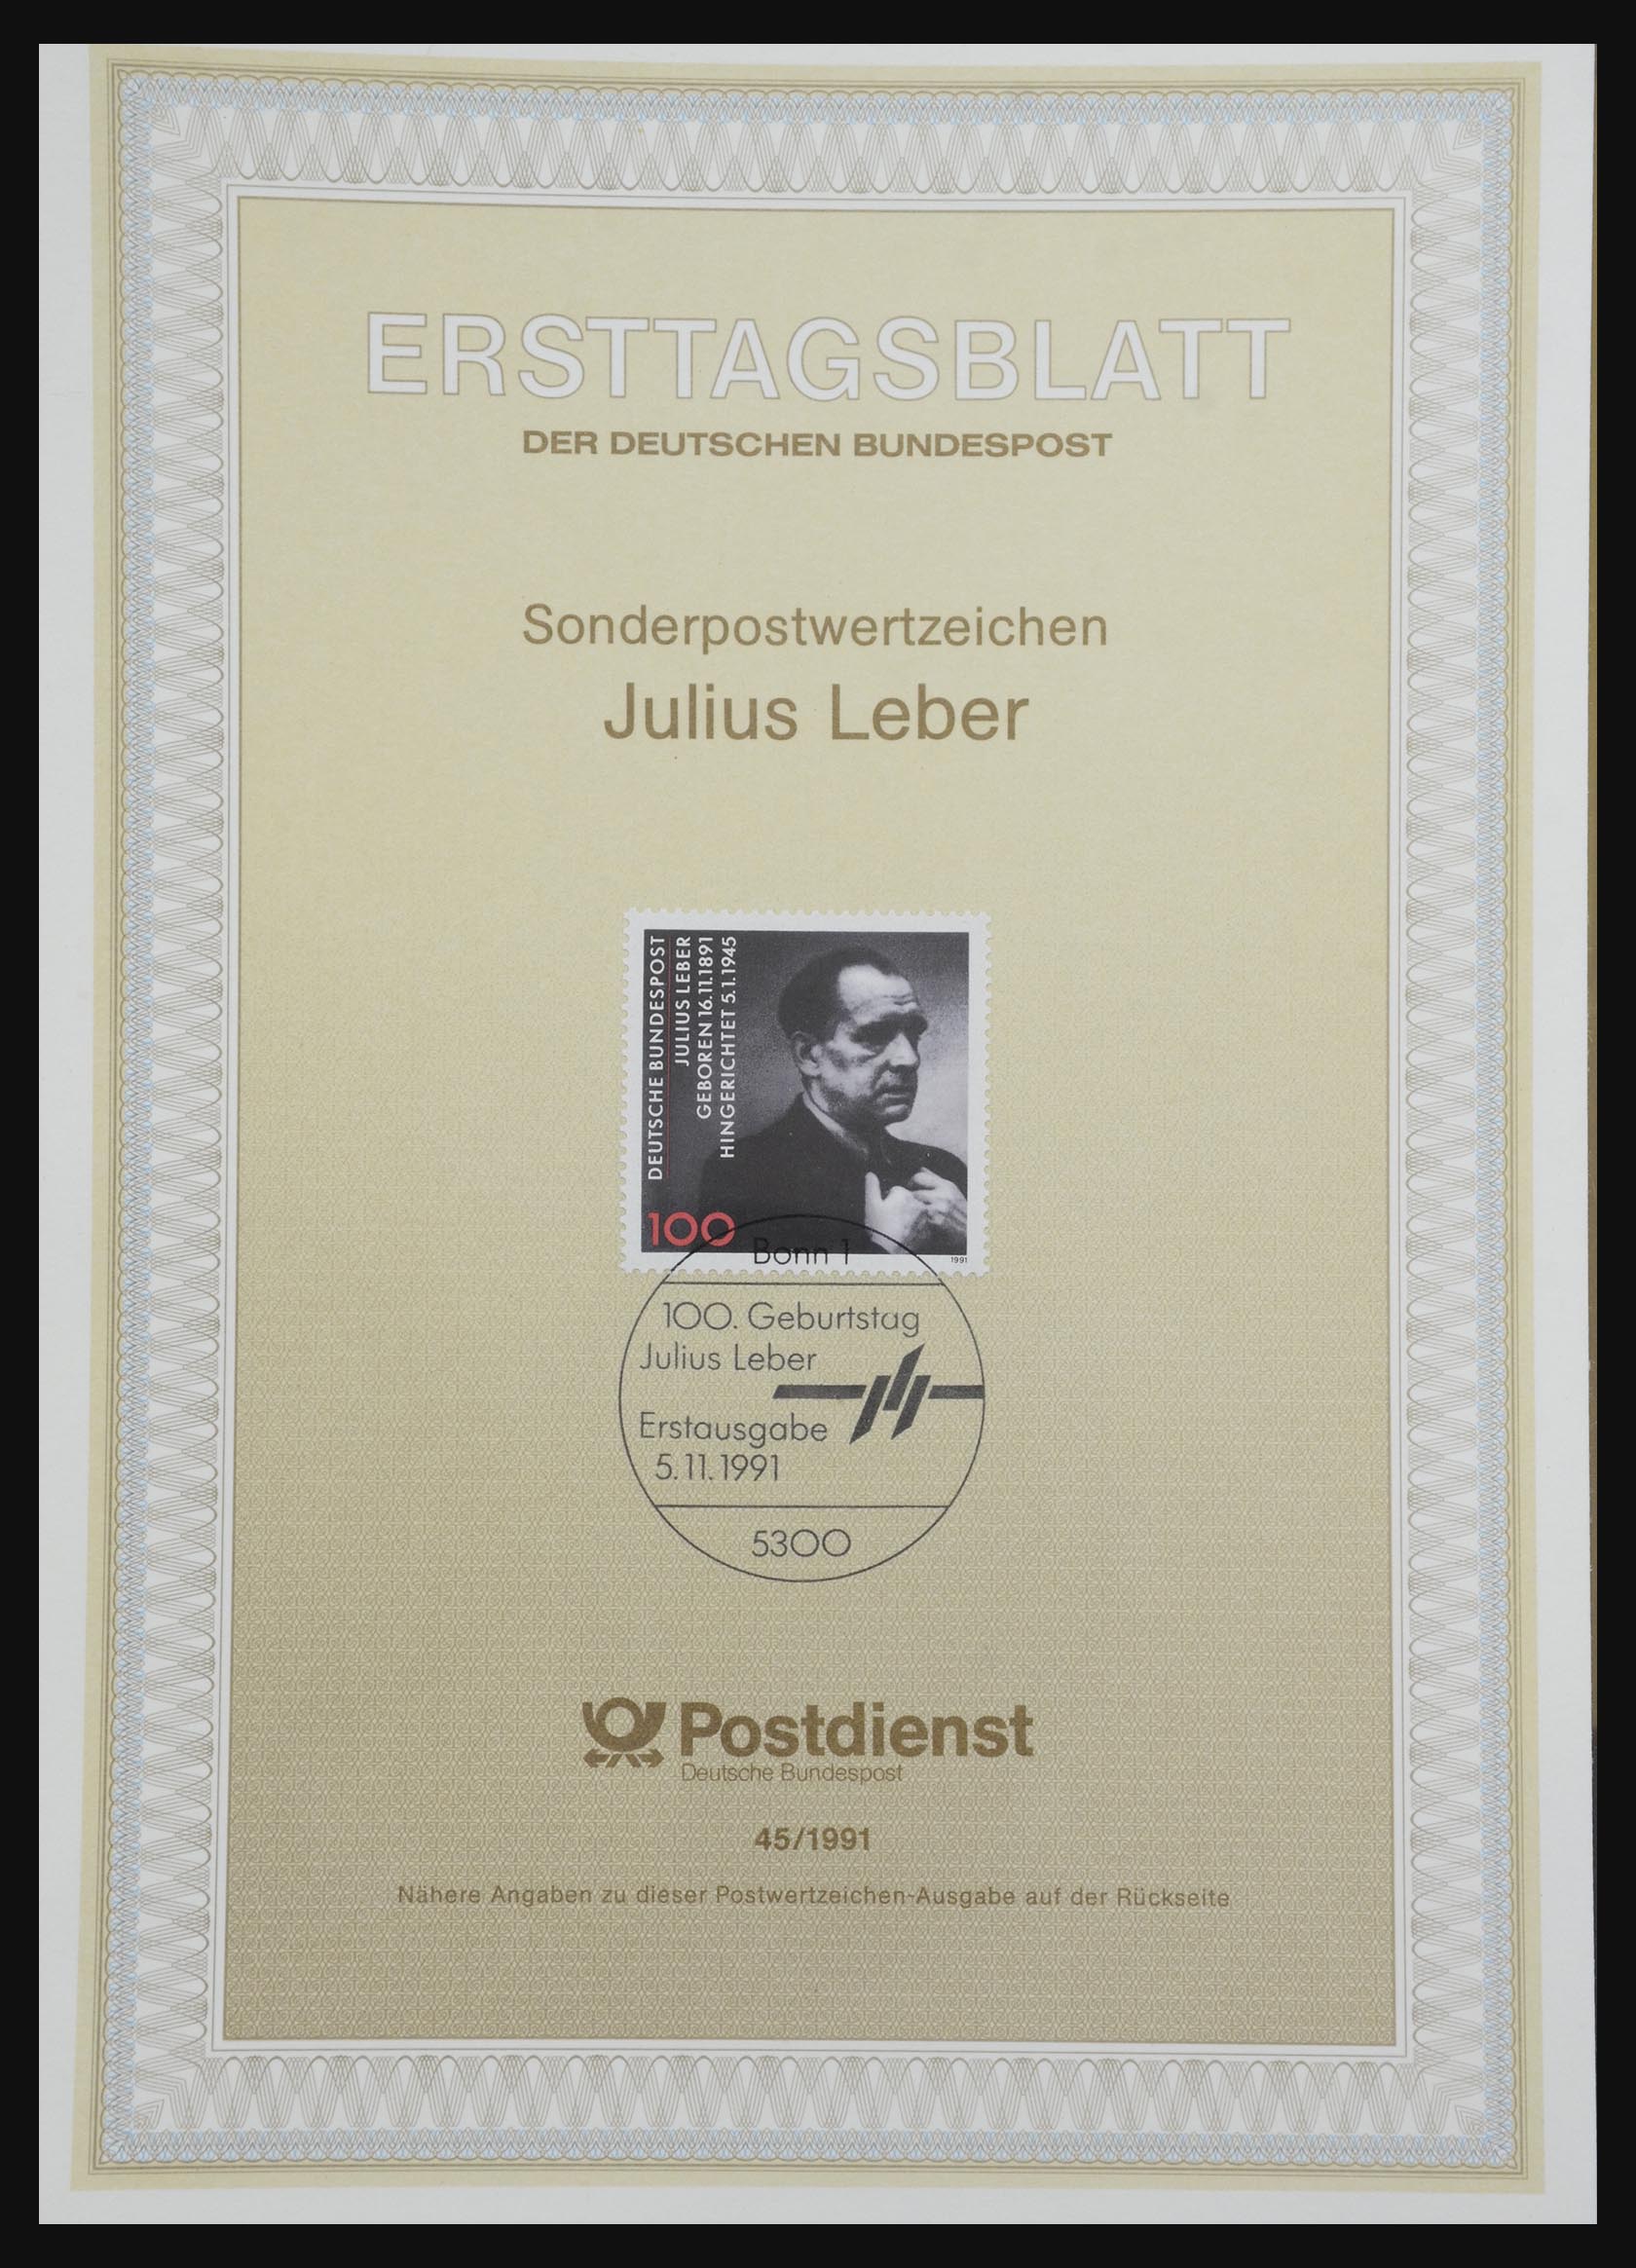 ERSTTAGSBLATT
DER DEUTSCHEN BUNDESPOST
Sonderpostwertzeichen
Julius Leber
DEUTSCHE BUNDESPOST
JULIUS LEBER
GEBOREN 16.11.1891
HINGERICHTET 5.1.1945
100
1991
Bonn 1
100. Geburtstag
Julius Leber
Erstausgabe
5.11.1991
5300
Postdienst
Deutsche Bundespost
45/1991
Nähere Angaben zu dieser Postwertzeichen-Ausgabe auf der Rückseite